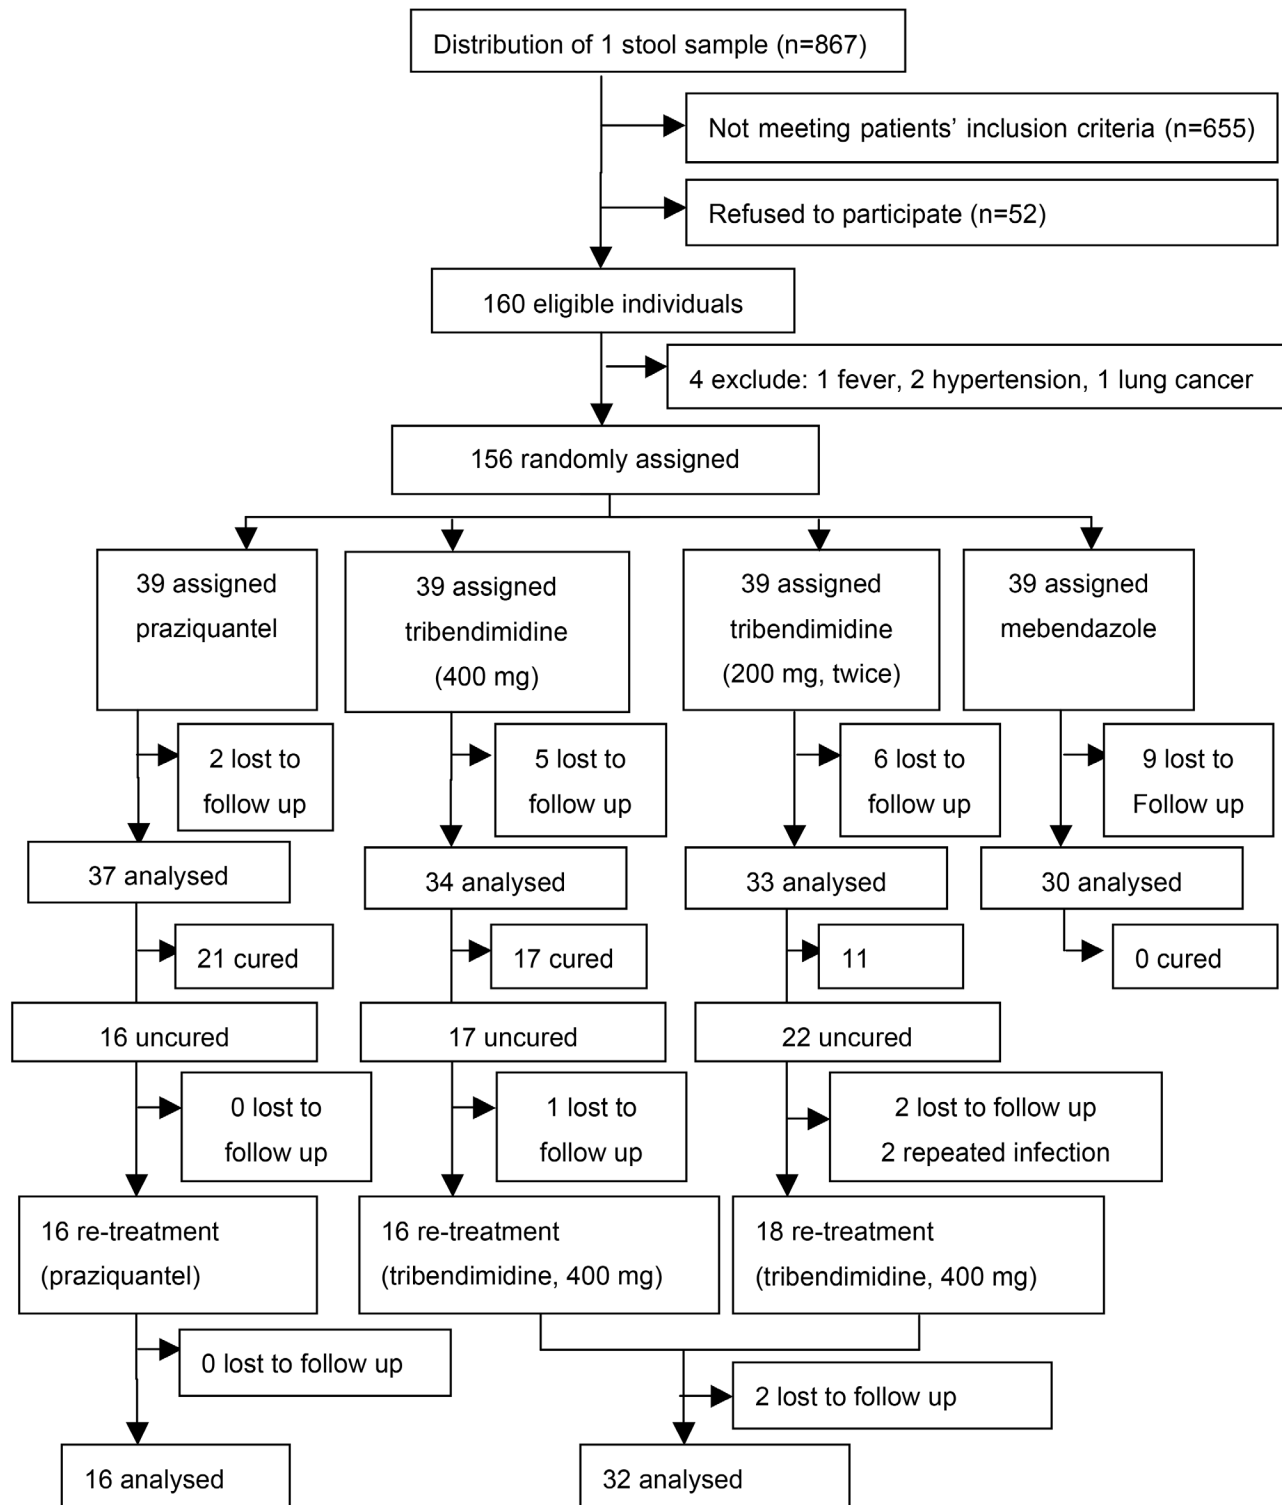 Distribution of 1 stool sample (n=867)
Not meeting patients’ inclusion criteria (n=655)
Refused to participate (n=52)
160 eligible individuals
4 exclude: 1 fever, 2 hypertension, 1 lung cancer
156 randomly assigned
39 assigned
praziquantel
39 assigned
tribendimidine
(400 mg)
39 assigned
tribendimidine
(200 mg, twice)
39 assigned
mebendazole
2 lost to
follow up
5 lost to
follow up
6 lost to
follow up
9 lost to
Follow up
37 analysed
34 analysed
33 analysed
30 analysed
21 cured
17 cured
11
0 cured
16 uncured
17 uncured
22 uncured
0 lost to
follow up
1 lost to
follow up
2 lost to follow up
2 repeated infection
16 re-treatment
(praziquantel)
16 re-treatment
(tribendimidine, 400 mg)
18 re-treatment
(tribendimidine, 400 mg)
0 lost to follow up
2 lost to follow up
16 analysed
32 analysed